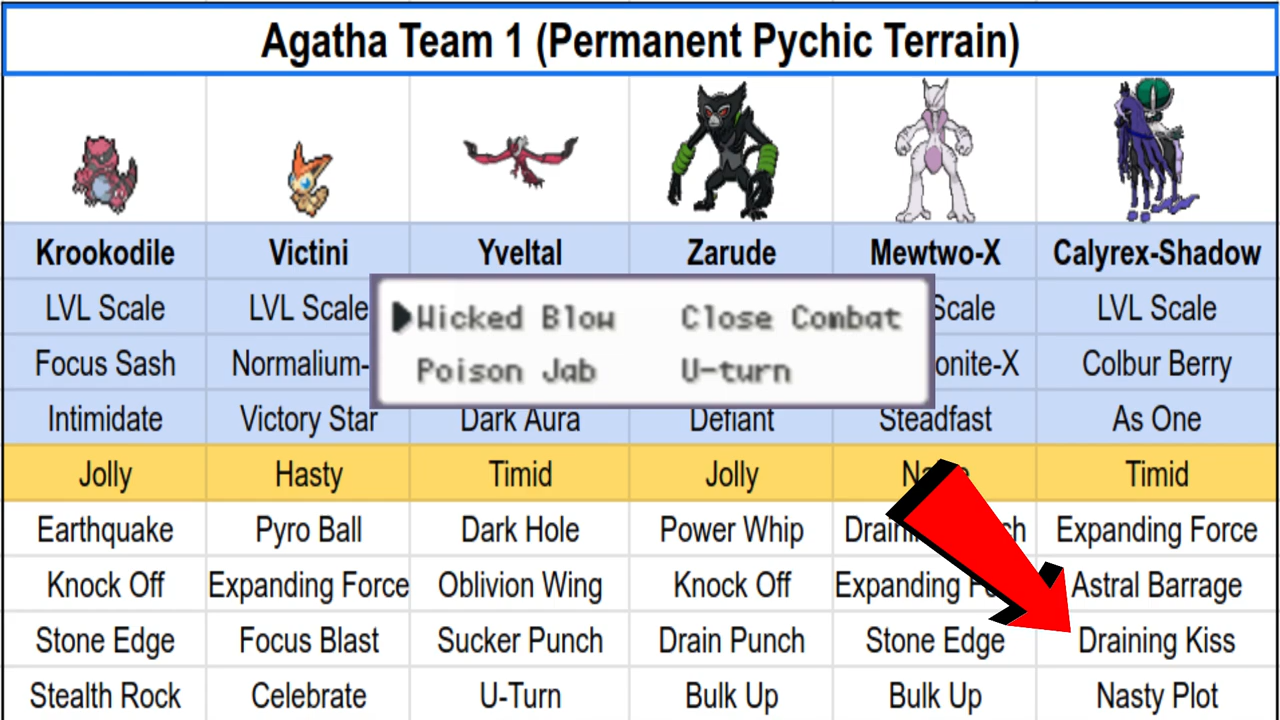 Agatha Team 1 (Permanent Pychic Terrain)
Krookodile Victini Yveltal Zarude Mewtwo-X Calyrex-Shadow
LVL Scale LVL Scale Scale LVL Scale
Wicked Blow Close Combat
Focus Sash Normalium- onite-X Colbur Berry
Poison Jab U-turn
Intimidate Victory Star Dark Aura Defiant Steadfast As One
Jolly Hasty Timid Jolly Timid
Earthquake Pyro Ball Dark Hole Power Whip Expanding Force
Knock Off Expanding Force Oblivion Wing Knock Off Expanding Astral Barrage
Stone Edge Focus Blast Sucker Punch Drain Punch Stone Edge Draining Kiss
Stealth Rock Celebrate U-Turn Bulk Up Bulk Up Nasty Plot